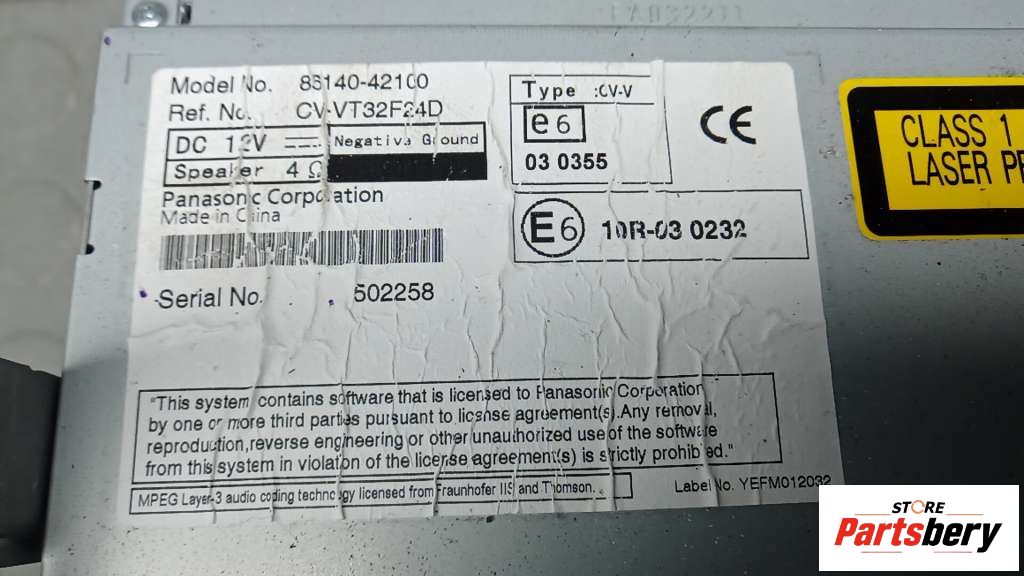 Model No. 86140-42100
Ref. No. CV-VT32F24D
DC 12V Negative Ground
Speaker 4 Ω
Panasonic Corporation
Made in China
Serial No. 502258
Type :CV-V
e6
03 0355
CE
E6 10R-03 0232
CLASS 1
LASER
"This system contains software that is licensed to Panasonic Corporation
by one or more third parties pursuant to license agreement(s). Any removal,
reproduction, reverse engineering or other unauthorized use of the software
from this system in violation of the license agreement(s) is strictly prohibited."
MPEG Layer-3 audio coding technology licensed from Fraunhofer IIS and Thomson.
Label No. YEFM012032
STORE
Partsbery